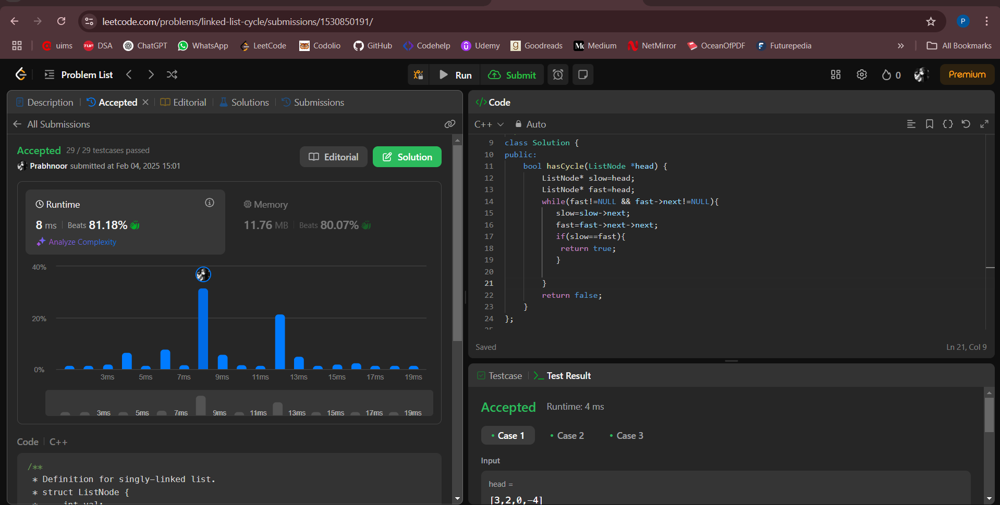 leetcode.com/problems/linked-list-cycle/submissions/1530850191/
P
uims DSA ChatGPT WhatsApp LeetCode Codolio GitHub Codehelp Udemy Goodreads Medium NetMirror OceanOfPDF Futurepedia » All Bookmarks
Problem List Run Submit 0 Premium
Description Accepted Editorial Solutions Submissions
All Submissions
Accepted 29 / 29 testcases passed
Prabhnoor submitted at Feb 04, 2025 15:01
Editorial Solution
Runtime
8 ms Beats 81.18%
Analyze Complexity
Memory
11.76 MB Beats 80.07%
40%
20%
0%
3ms 5ms 7ms 9ms 11ms 13ms 15ms 17ms 19ms
3ms 5ms 7ms 9ms 11ms 13ms 15ms 17ms 19ms
Code C++
/**
* Definition for singly-linked list.
* struct ListNode {
* int val;
</> Code
C++ Auto
9 class Solution {
10 public:
11 bool hasCycle(ListNode *head) {
12 ListNode* slow=head;
13 ListNode* fast=head;
14 while(fast!=NULL && fast->next!=NULL){
15 slow=slow->next;
16 fast=fast->next->next;
17 if(slow==fast){
18 return true;
19 }
20
21 }
22 return false;
23 }
24 };
25
Saved Ln 21, Col 9
Testcase >_ Test Result
Accepted Runtime: 4 ms
Case 1 Case 2 Case 3
Input
head =
[3,2,0,-4]